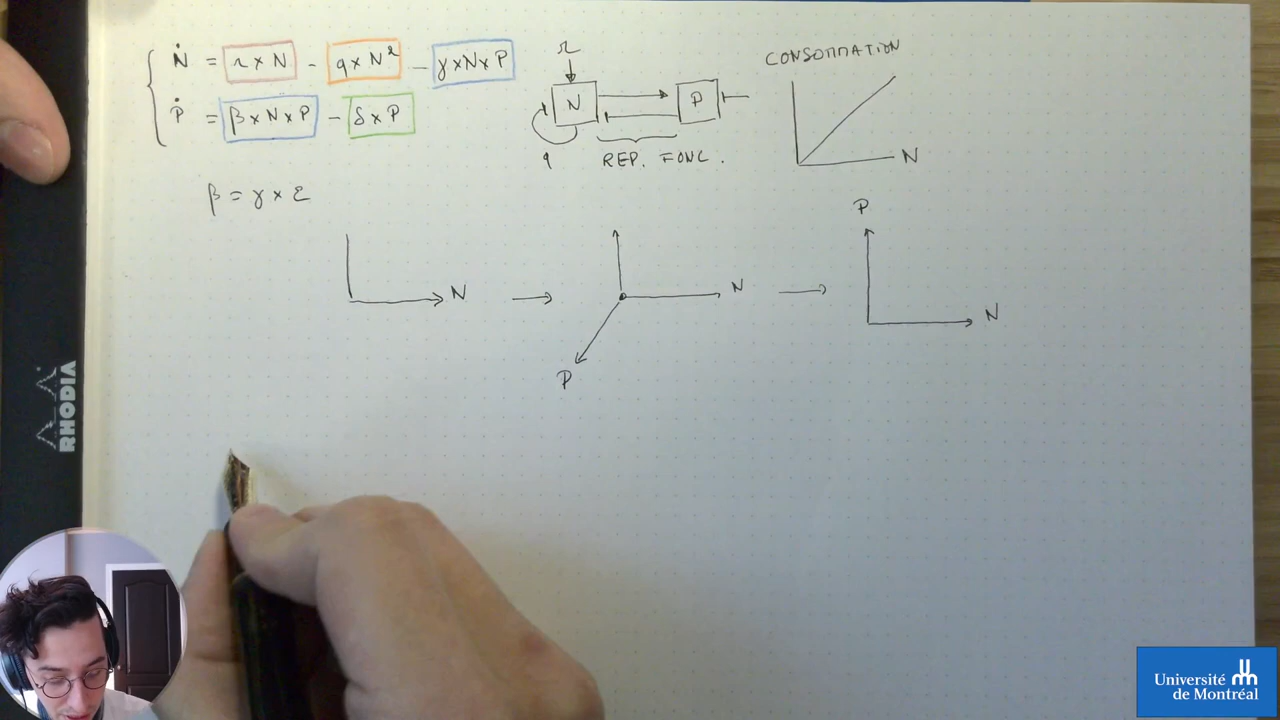 Ṅ = r × N - q × N² - γ × N × P
Ṗ = β × N × P - δ × P
β = γ × ε
r
N
P
q
REP. FONC.
CONSOMMATION
N
N
N
P
P
N
RHODIA
Université
de Montréal